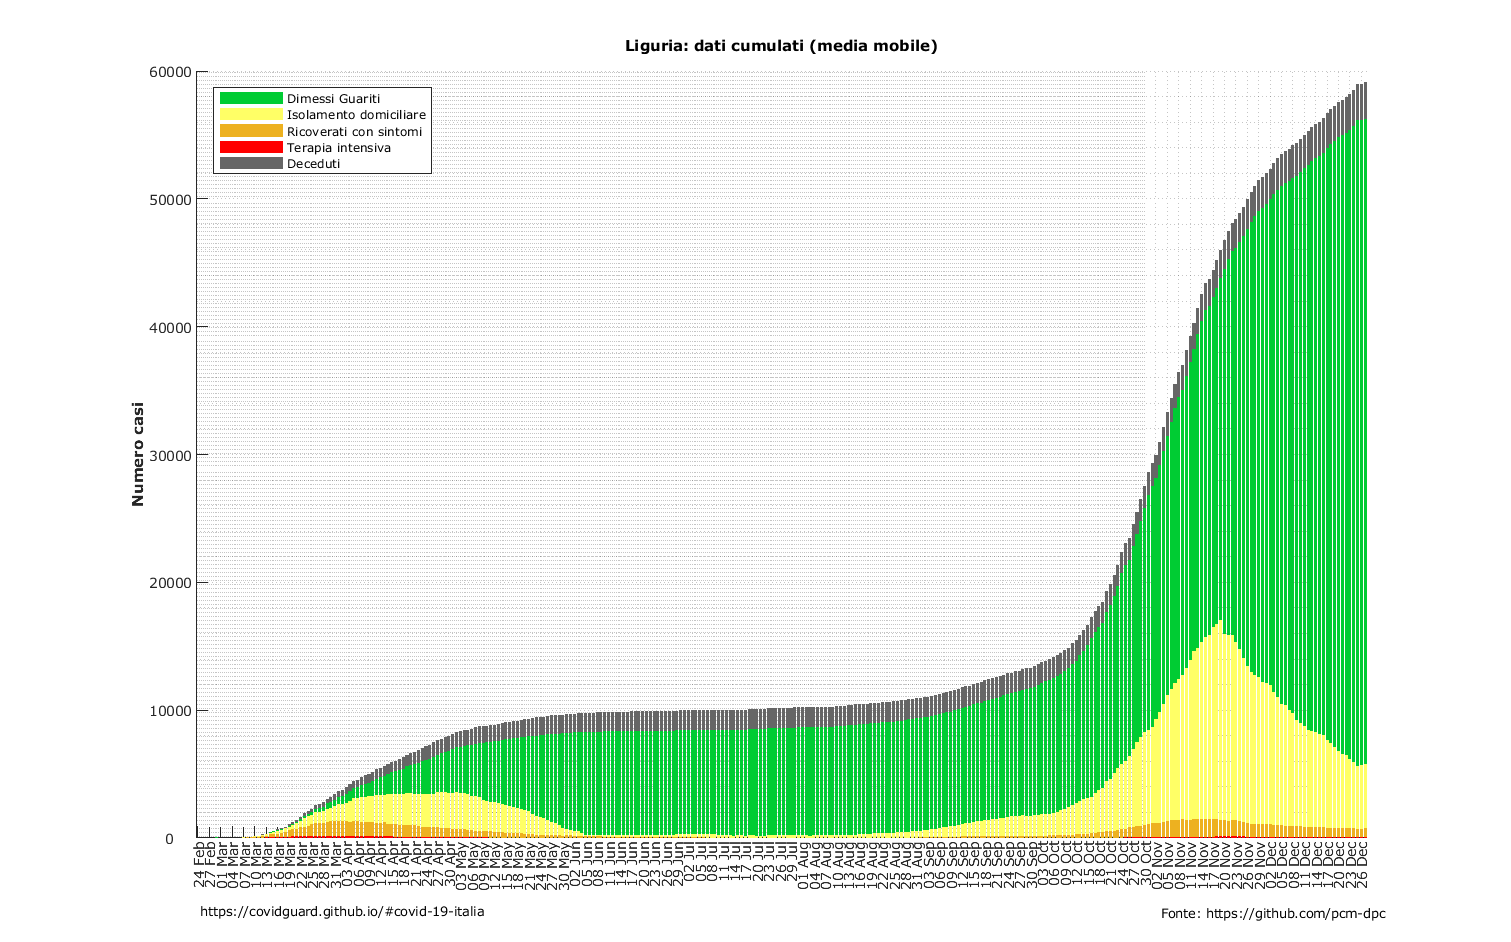 Liguria: dati cumulati (media mobile)
60000
50000
40000
30000
20000
10000
0
Numero casi
Dimessi Guariti
Isolamento domiciliare
Ricoverati con sintomi
Terapia intensiva
Deceduti
24 Feb
27 Feb
01 Mar
04 Mar
07 Mar
10 Mar
13 Mar
16 Mar
19 Mar
22 Mar
25 Mar
28 Mar
31 Mar
03 Apr
06 Apr
09 Apr
12 Apr
15 Apr
18 Apr
21 Apr
24 Apr
27 Apr
30 Apr
03 May
06 May
09 May
12 May
15 May
18 May
21 May
24 May
27 May
30 May
02 Jun
05 Jun
08 Jun
11 Jun
14 Jun
17 Jun
20 Jun
23 Jun
26 Jun
29 Jun
02 Jul
05 Jul
08 Jul
11 Jul
14 Jul
17 Jul
20 Jul
23 Jul
26 Jul
29 Jul
01 Aug
04 Aug
07 Aug
10 Aug
13 Aug
16 Aug
19 Aug
22 Aug
25 Aug
28 Aug
31 Aug
03 Sep
06 Sep
09 Sep
12 Sep
15 Sep
18 Sep
21 Sep
24 Sep
27 Sep
30 Sep
03 Oct
06 Oct
09 Oct
12 Oct
15 Oct
18 Oct
21 Oct
24 Oct
27 Oct
30 Oct
02 Nov
05 Nov
08 Nov
11 Nov
14 Nov
17 Nov
20 Nov
23 Nov
26 Nov
29 Nov
02 Dec
05 Dec
08 Dec
11 Dec
14 Dec
17 Dec
20 Dec
23 Dec
26 Dec
https://covidguard.github.io/#covid-19-italia
Fonte: https://github.com/pcm-dpc